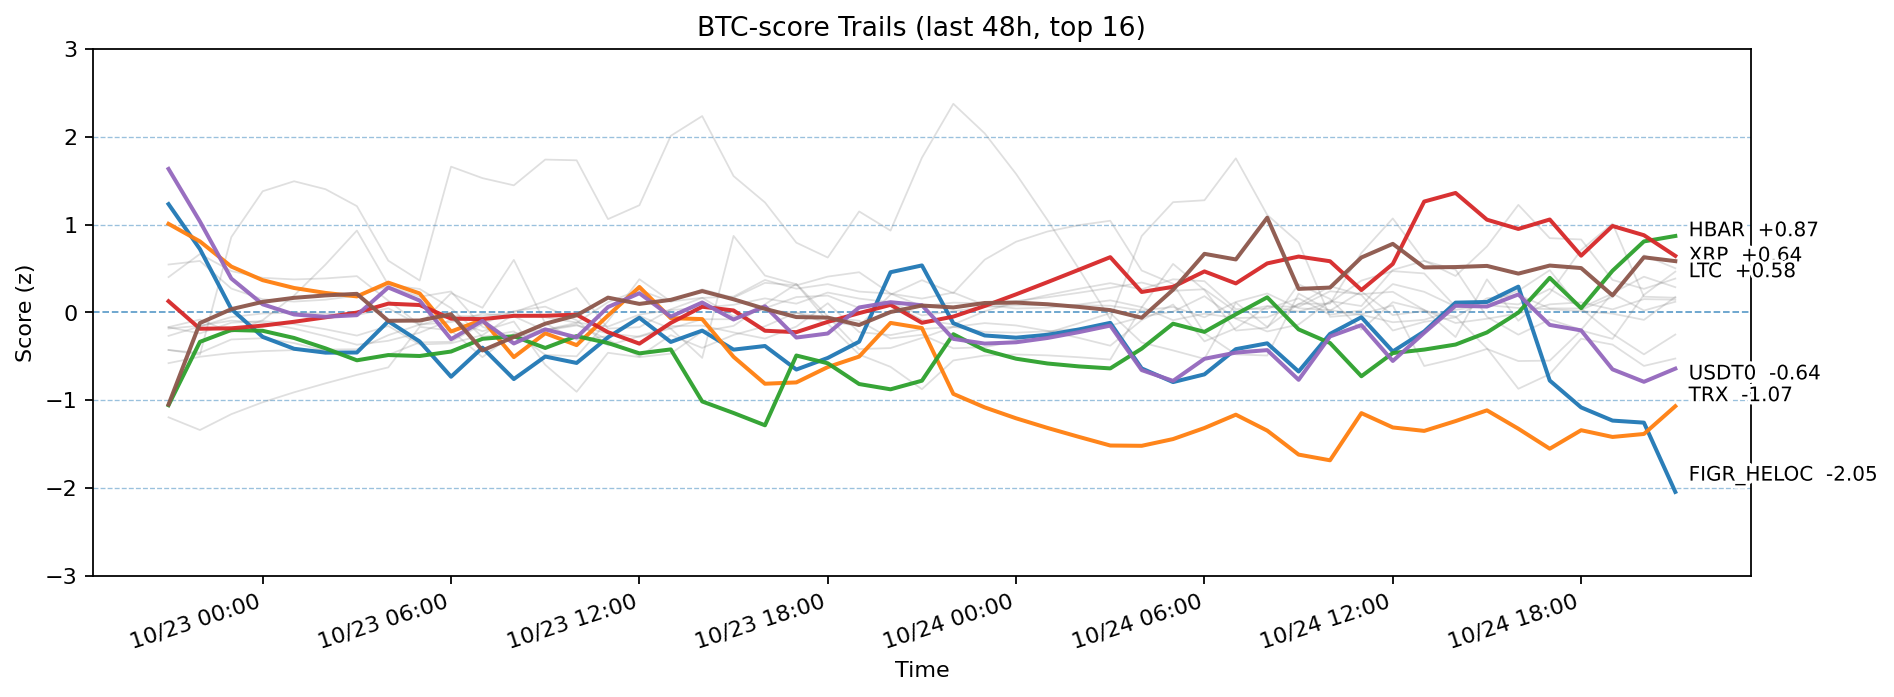 BTC-score Trails (last 48h, top 16)
Score (z)
3
2
1
0
−1
−2
−3
HBAR +0.87
XRP +0.64
LTC +0.58
USDT0 -0.64
TRX -1.07
FIGR_HELOC -2.05
10/23 00:00
10/23 06:00
10/23 12:00
10/23 18:00
10/24 00:00
10/24 06:00
10/24 12:00
10/24 18:00
Time